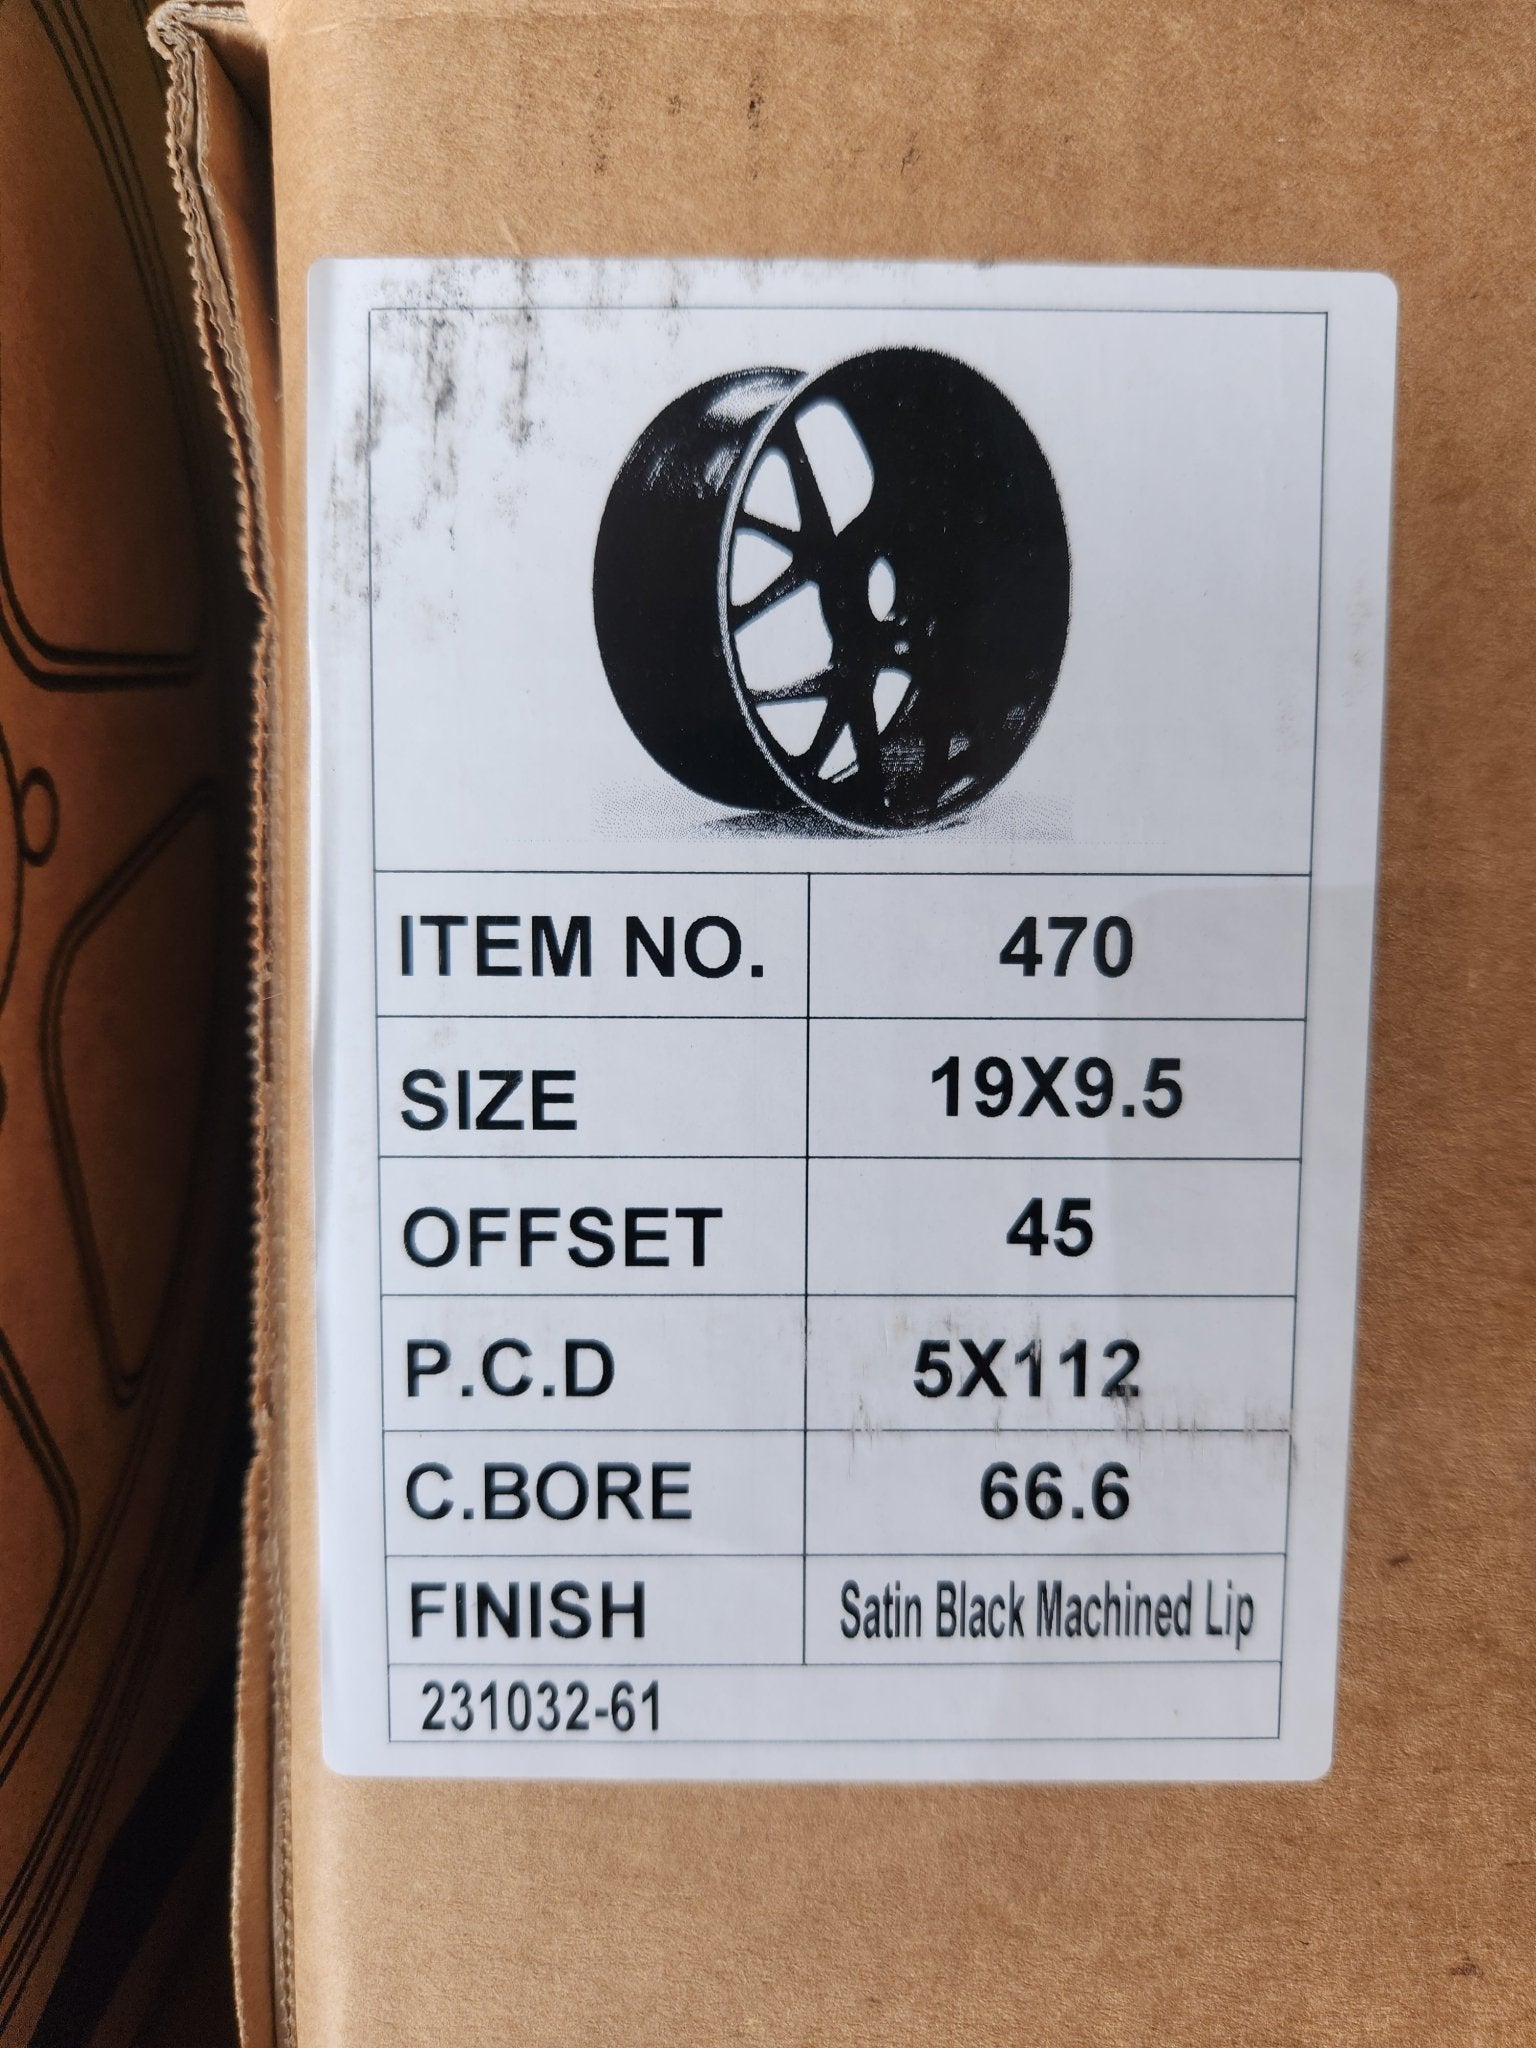 ITEM NO. 470
SIZE 19X9.5
OFFSET 45
P.C.D 5X112
C.BORE 66.6
FINISH Satin Black Machined Lip
231032-61